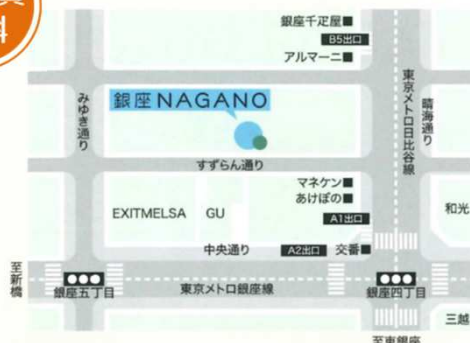 料
銀座千疋屋■
B5出口
アルマーニ■
銀座NAGANO
みゆき通り
東京メトロ日比谷線
晴海通り
すずらん通り
マネケン■
あけぼの■
A1出口
EXITMELSA
GU
和光
中央通り
A2出口
交番■
至新橋
銀座五丁目
東京メトロ銀座線
銀座四丁目
三越
至東銀座